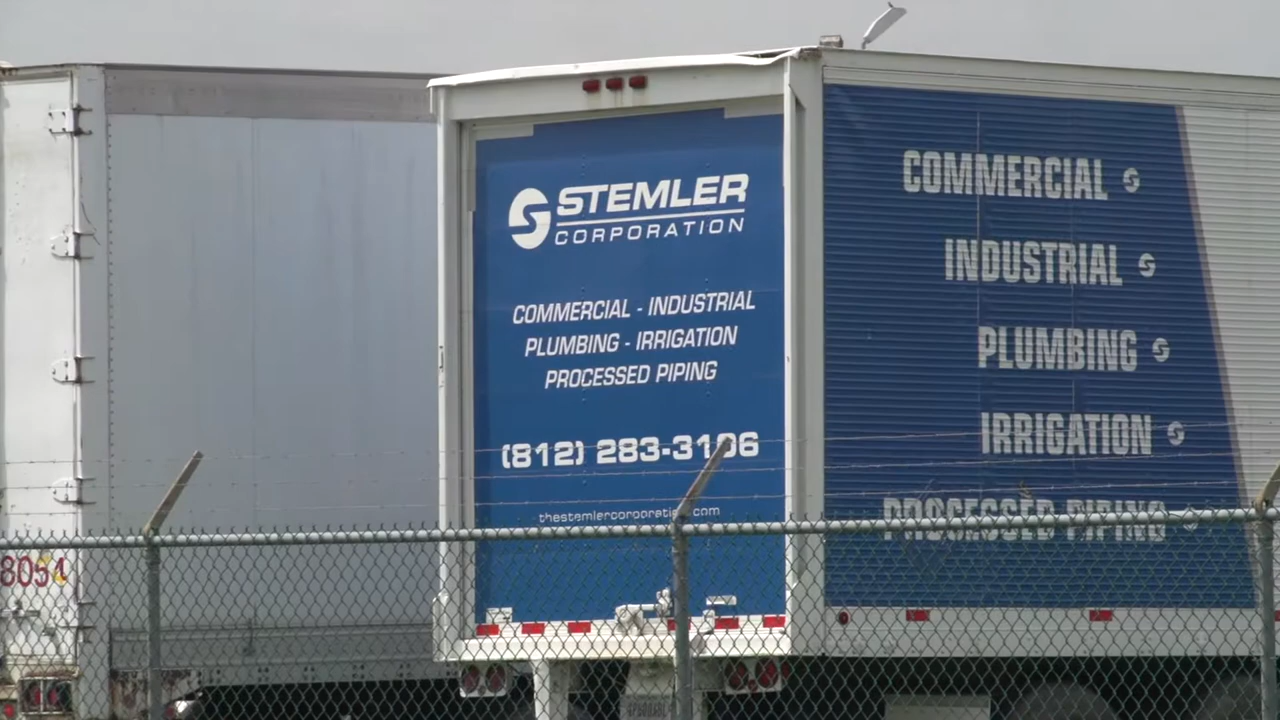 8054
STEMLER
CORPORATION
COMMERCIAL - INDUSTRIAL
PLUMBING - IRRIGATION
PROCESSED PIPING
(812) 283-3106
thestemlercorporation.com
COMMERCIAL
INDUSTRIAL
PLUMBING
IRRIGATION
PROCESSED PIPING